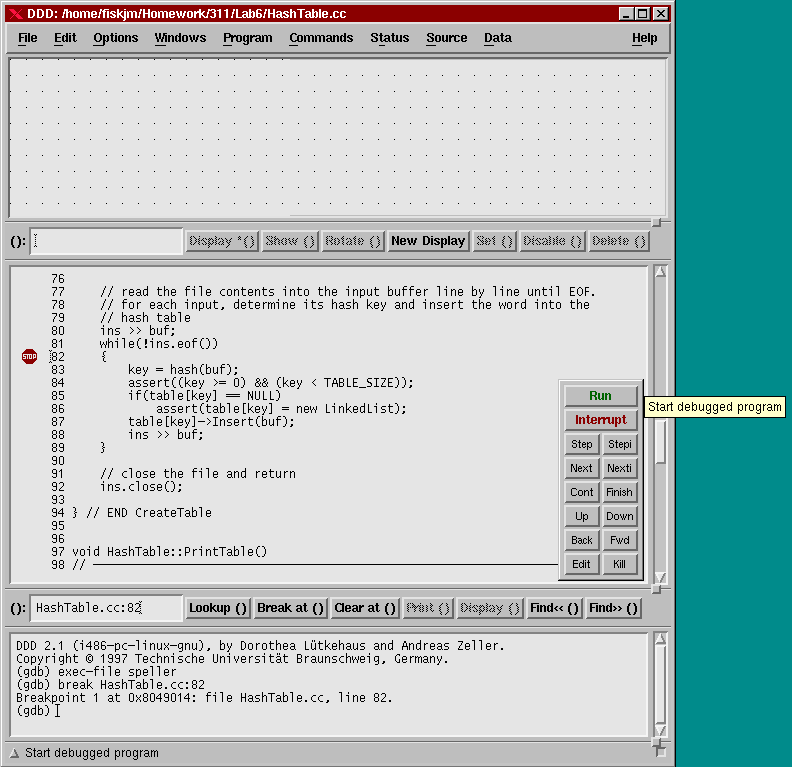 DDD: /home/fiskjm/Homework/311/Lab6/HashTable.cc
File Edit Options Windows Program Commands Status Source Data Help
(): Display *() Show () Rotate () New Display Set () Disable () Delete ()
76
77 // read the file contents into the input buffer line by line until EOF.
78 // for each input, determine its hash key and insert the word into the
79 // hash table
80 ins >> buf;
81 while(!ins.eof())
STOP 82 {
83 key = hash(buf);
84 assert((key >= 0) && (key < TABLE_SIZE));
85 if(table[key] == NULL)
86 assert(table[key] = new LinkedList);
87 table[key]->Insert(buf);
88 ins >> buf;
89 }
90
91 // close the file and return
92 ins.close();
93
94 } // END CreateTable
95
96
97 void HashTable::PrintTable()
98 //
Run
Start debugged program
Interrupt
Step Stepi
Next Nexti
Cont Finish
Up Down
Back Fwd
Edit Kill
(): HashTable.cc:82 Lookup () Break at () Clear at () Print () Display () Find<< () Find>> ()
DDD 2.1 (i486-pc-linux-gnu), by Dorothea Lütkehaus and Andreas Zeller.
Copyright © 1997 Technische Universität Braunschweig, Germany.
(gdb) exec-file speller
(gdb) break HashTable.cc:82
Breakpoint 1 at 0x8049014: file HashTable.cc, line 82.
(gdb)
Start debugged program